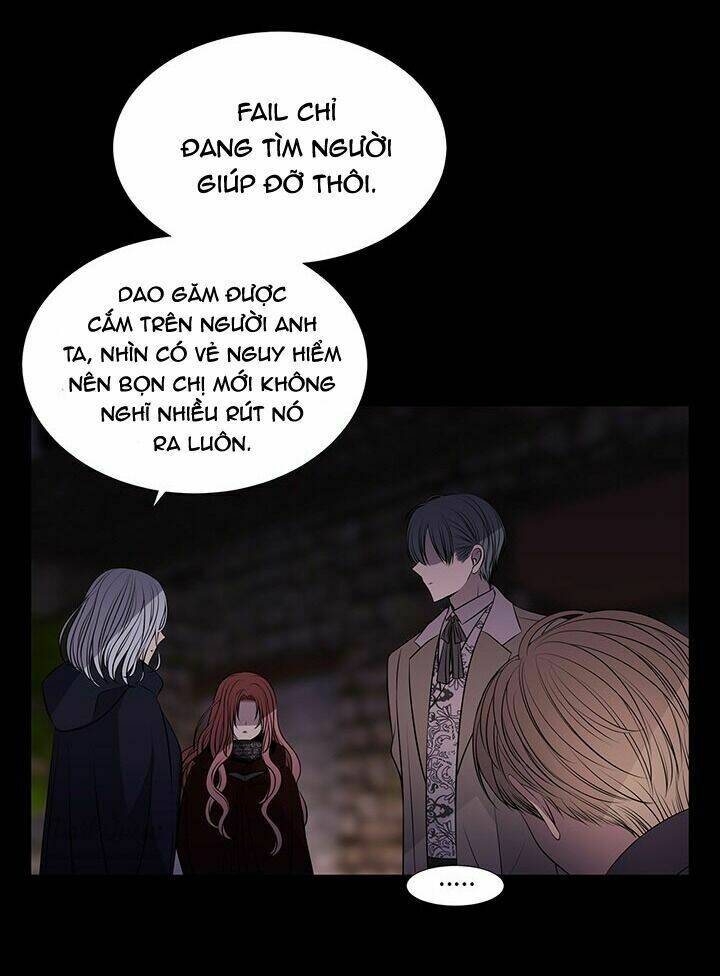 FAIL CHỈ
ĐANG TÌM NGƯỜI
GIÚP ĐỠ THÔI.
DAO GĂM ĐƯỢC
CẮM TRÊN NGƯỜI ANH
TA, NHÌN CÓ VẺ NGUY HIỂM
NÊN BỌN CHỊ MỚI KHÔNG
NGHĨ NHIỀU RÚT NÓ
RA LUÔN.
.....